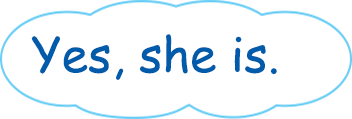 Yes, she is.